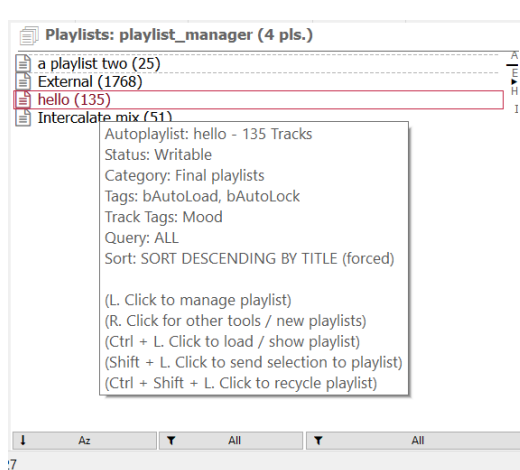 Playlists: playlist_manager (4 pls.)
a playlist two (25)
External (1768)
hello (135)
Intercalate mix (51)
A
E
H
I
Autoplaylist: hello - 135 Tracks
Status: Writable
Category: Final playlists
Tags: bAutoLoad, bAutoLock
Track Tags: Mood
Query: ALL
Sort: SORT DESCENDING BY TITLE (forced)
(L. Click to manage playlist)
(R. Click for other tools / new playlists)
(Ctrl + L. Click to load / show playlist)
(Shift + L. Click to send selection to playlist)
(Ctrl + Shift + L. Click to recycle playlist)
Az
All
All
:7